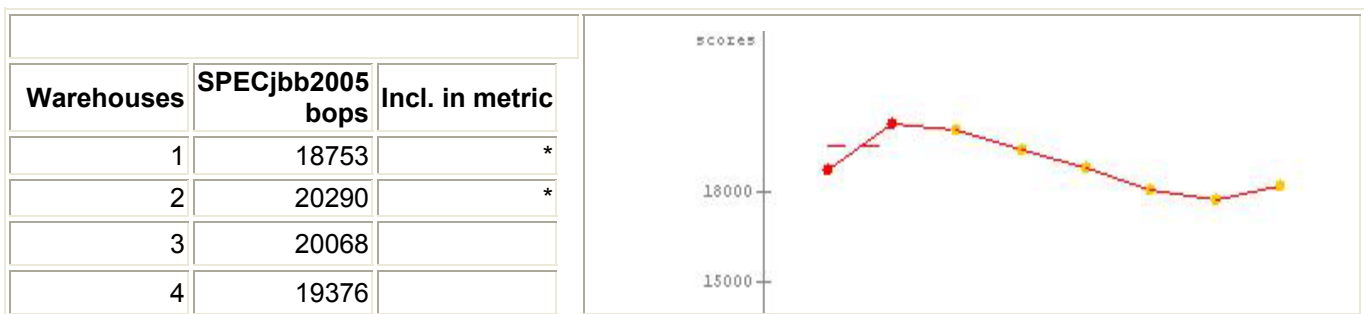 Warehouses SPECjbb2005 bops Incl. in metric
1 18753 *
2 20290 *
3 20068
4 19376
scores
18000
15000